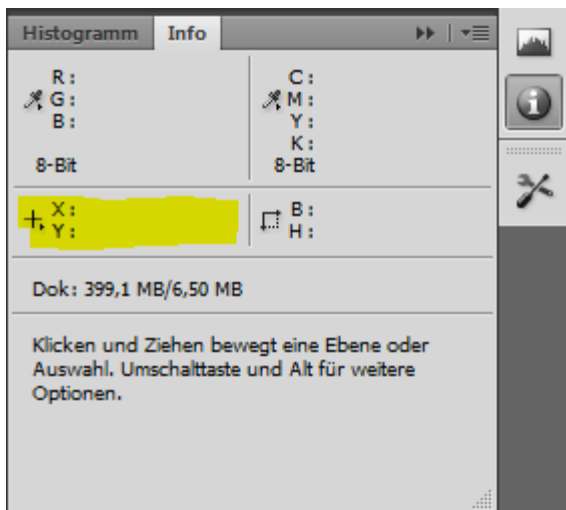 Histogramm Info
R:
G:
B:
8-Bit
C:
M:
Y:
K:
8-Bit
X:
Y:
B:
H:
Dok: 399,1 MB/6,50 MB
Klicken und Ziehen bewegt eine Ebene oder
Auswahl. Umschalttaste und Alt für weitere
Optionen.